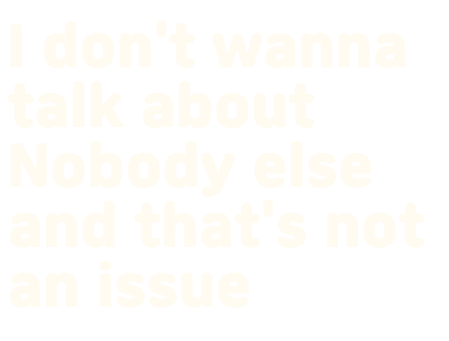 I don't wanna
talk about
Nobody else
and that's not
an issue